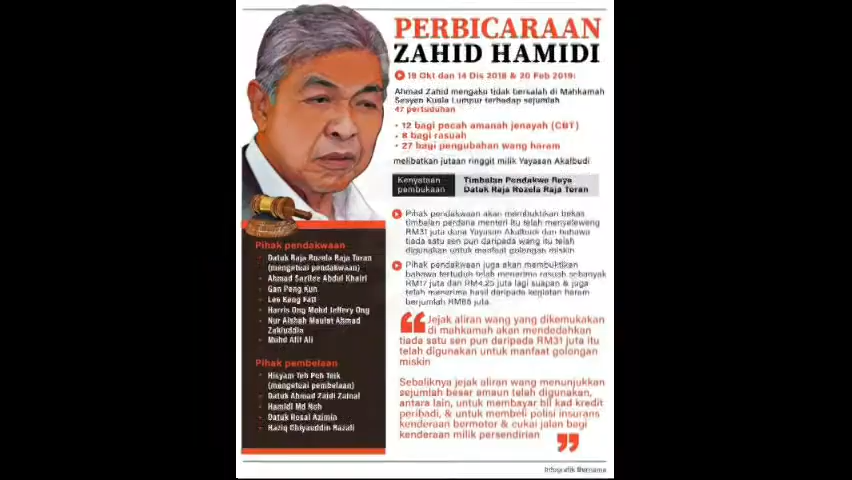 PERBICARAAN
ZAHID HAMIDI
19 Okt dan 14 Dis 2018 & 20 Feb 2019:
Ahmad Zahid mengaku tidak bersalah di Mahkamah
Sesyen Kuala Lumpur terhadap sejumlah
47 pertuduhan
• 12 bagi pecah amanah jenayah (CBT)
• 8 bagi rasuah
• 27 bagi pengubahan wang haram
melibatkan jutaan ringgit milik Yayasan Akalbudi
Kenyataan
pembukaan
Timbalan Pendakwa Raya
Datuk Raja Rozela Raja Toran
Pihak pendakwaan akan membuktikan bekas
timbalan perdana menteri itu telah menyeleweng
RM31 juta dana Yayasan Akalbudi dan bahawa
tiada satu sen pun daripada wang itu telah
digunakan untuk manfaat golongan miskin
Pihak pendakwaan juga akan membuktikan
bahawa tertuduh telah menerima rasuah sebanyak
RM17 juta dan RM4.25 juta lagi suapan & juga
telah menerima hasil daripada kegiatan haram
berjumlah RM65 juta.
Jejak aliran wang yang dikemukakan
di mahkamah akan mendedahkan
tiada satu sen pun daripada RM31 juta itu
telah digunakan untuk manfaat golongan
miskin
Sebaliknya jejak aliran wang menunjukkan
sejumlah besar amaun telah digunakan,
antara lain, untuk membayar bil kad kredit
peribadi, & untuk membeli polisi insurans
kenderaan bermotor & cukai jalan bagi
kenderaan milik persendirian
Pihak pendakwaan
• Datuk Raja Rozela Raja Toran
(mengetuai pendakwaan)
• Ahmad Sazilee Abdul Khairi
• Gan Peng Kun
• Lee Keng Fatt
• Harris Ong Mohd Jeffery Ong
• Nur Aishah Maulat Ahmad
Zakiuddin
• Mohd Afif Ali
Pihak pembelaan
• Hisyam Teh Poh Teik
(mengetuai pembelaan)
• Datuk Ahmad Zaidi Zainal
• Hamidi Md Noh
• Datuk Rosal Azimin
• Haziq Ghiyauddin Razali
Infografik Bernama